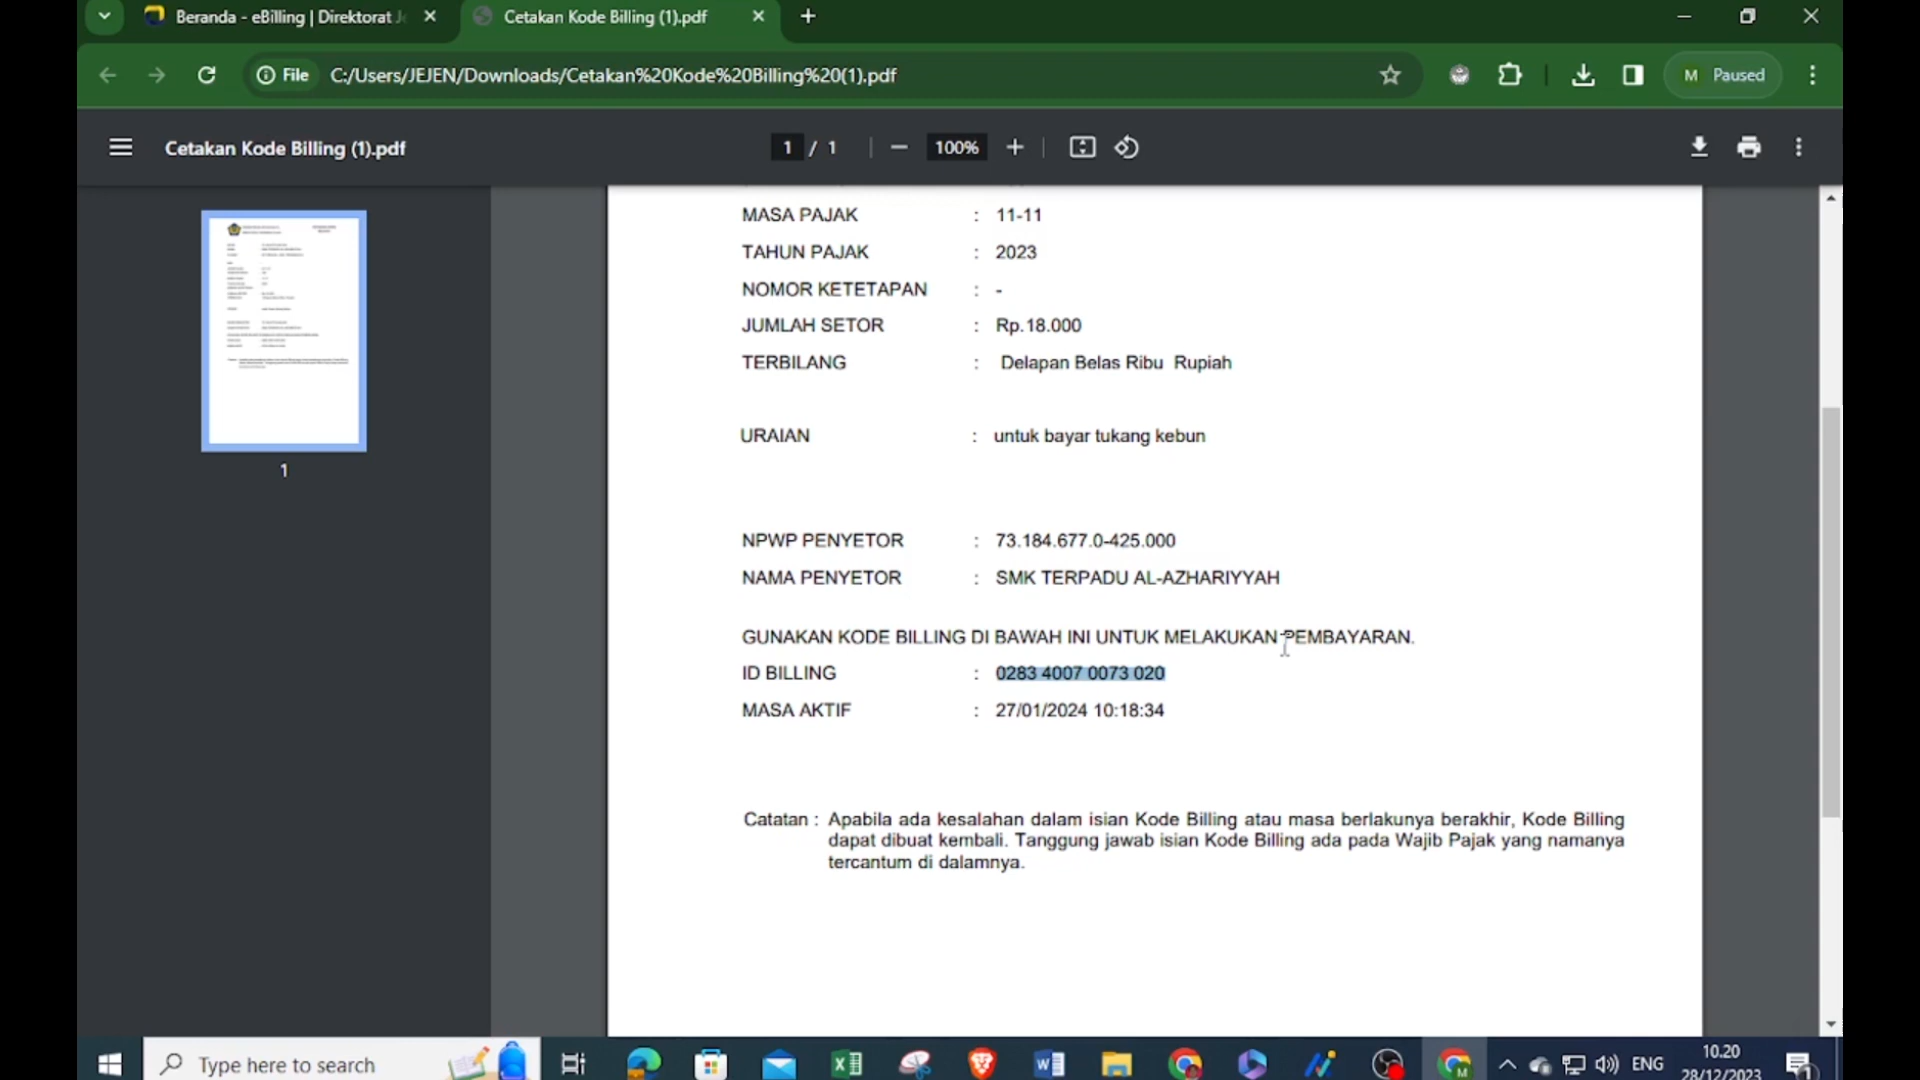 Beranda - eBilling | Direktorat Je
Cetakan Kode Billing (1).pdf
File
C:/Users/JEJEN/Downloads/Cetakan%20Kode%20Billing%20(1).pdf
M Paused
Cetakan Kode Billing (1).pdf
1 / 1
100%
MASA PAJAK : 11-11
TAHUN PAJAK : 2023
NOMOR KETETAPAN : -
JUMLAH SETOR : Rp.18.000
TERBILANG : Delapan Belas Ribu Rupiah
URAIAN : untuk bayar tukang kebun
1
NPWP PENYETOR : 73.184.677.0-425.000
NAMA PENYETOR : SMK TERPADU AL-AZHARIYYAH
GUNAKAN KODE BILLING DI BAWAH INI UNTUK MELAKUKAN PEMBAYARAN.
ID BILLING : 0283 4007 0073 020
MASA AKTIF : 27/01/2024 10:18:34
Catatan : Apabila ada kesalahan dalam isian Kode Billing atau masa berlakunya berakhir, Kode Billing
dapat dibuat kembali. Tanggung jawab isian Kode Billing ada pada Wajib Pajak yang namanya
tercantum di dalamnya.
Type here to search
ENG
10.20
28/12/2023
1